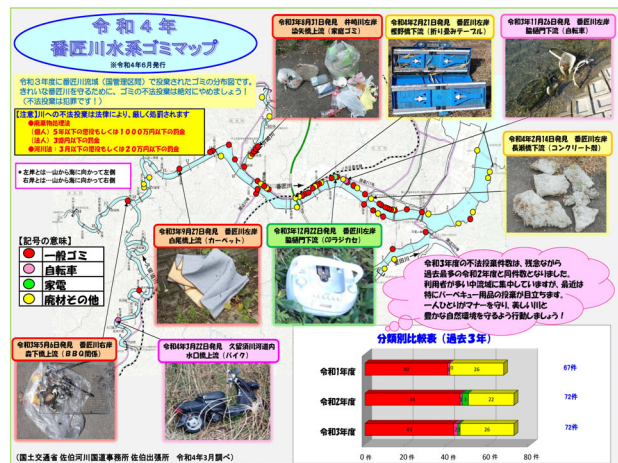 令和４年
番匠川水系ゴミマップ
※令和4年6月発行
令和３年度に番匠川流域（国管理区間）で投棄されたゴミの分布図です。
きれいな番匠川を守るために、ゴミの不法投棄は絶対にやめましょう！
（不法投棄は犯罪です！）
【注意】川への不法投棄は法律により、厳しく処罰されます
●廃棄物処理法
（個人）５年以下の懲役もしくは１０００万円以下の罰金
（法人）３億円以下の罰金
●河川法：３月以下の懲役もしくは２０万円以下の罰金
●左岸とは…山から海に向かって左側
右岸とは…山から海に向かって右側
令和3年8月31日発見 井崎川左岸
染矢橋上流（家庭ゴミ）
令和4年2月21日発見 番匠川右岸
樫野橋下流（折り畳みテーブル）
令和3年11月26日発見 番匠川左岸
脇樋門下流（自転車）
令和4年2月14日発見 番匠川右岸
長瀬橋下流（コンクリート殻）
番匠川
令和3年9月27日発見 番匠川右岸
白尾橋上流（カーペット）
令和3年12月22日発見 番匠川左岸
脇樋門下流（CDラジカセ）
【記号の意味】
一般ゴミ
自転車
家電
廃材その他
令和3年度の不法投棄件数は、残念ながら
過去最多の令和2年度と同件数となりました。
利用者が多い中流域に集中していますが、最近は
特にバーベキュー用品の投棄が目立ちます。
一人ひとりがマナーを守り、美しい川と
豊かな自然環境を守るよう行動しましょう！
令和3年5月6日発見 番匠川右岸
森下橋上流（ＢＢＱ関係）
令和4年3月22日発見 久留須川河道内
水口橋上流（バイク）
分類別比較表（過去３年）
令和1年度
26
67件
令和2年度
22
72件
令和3年度
26
72件
0 件
20 件
40 件
60 件
80 件
（国土交通省 佐伯河川国道事務所 佐伯出張所 令和4年3月調べ）